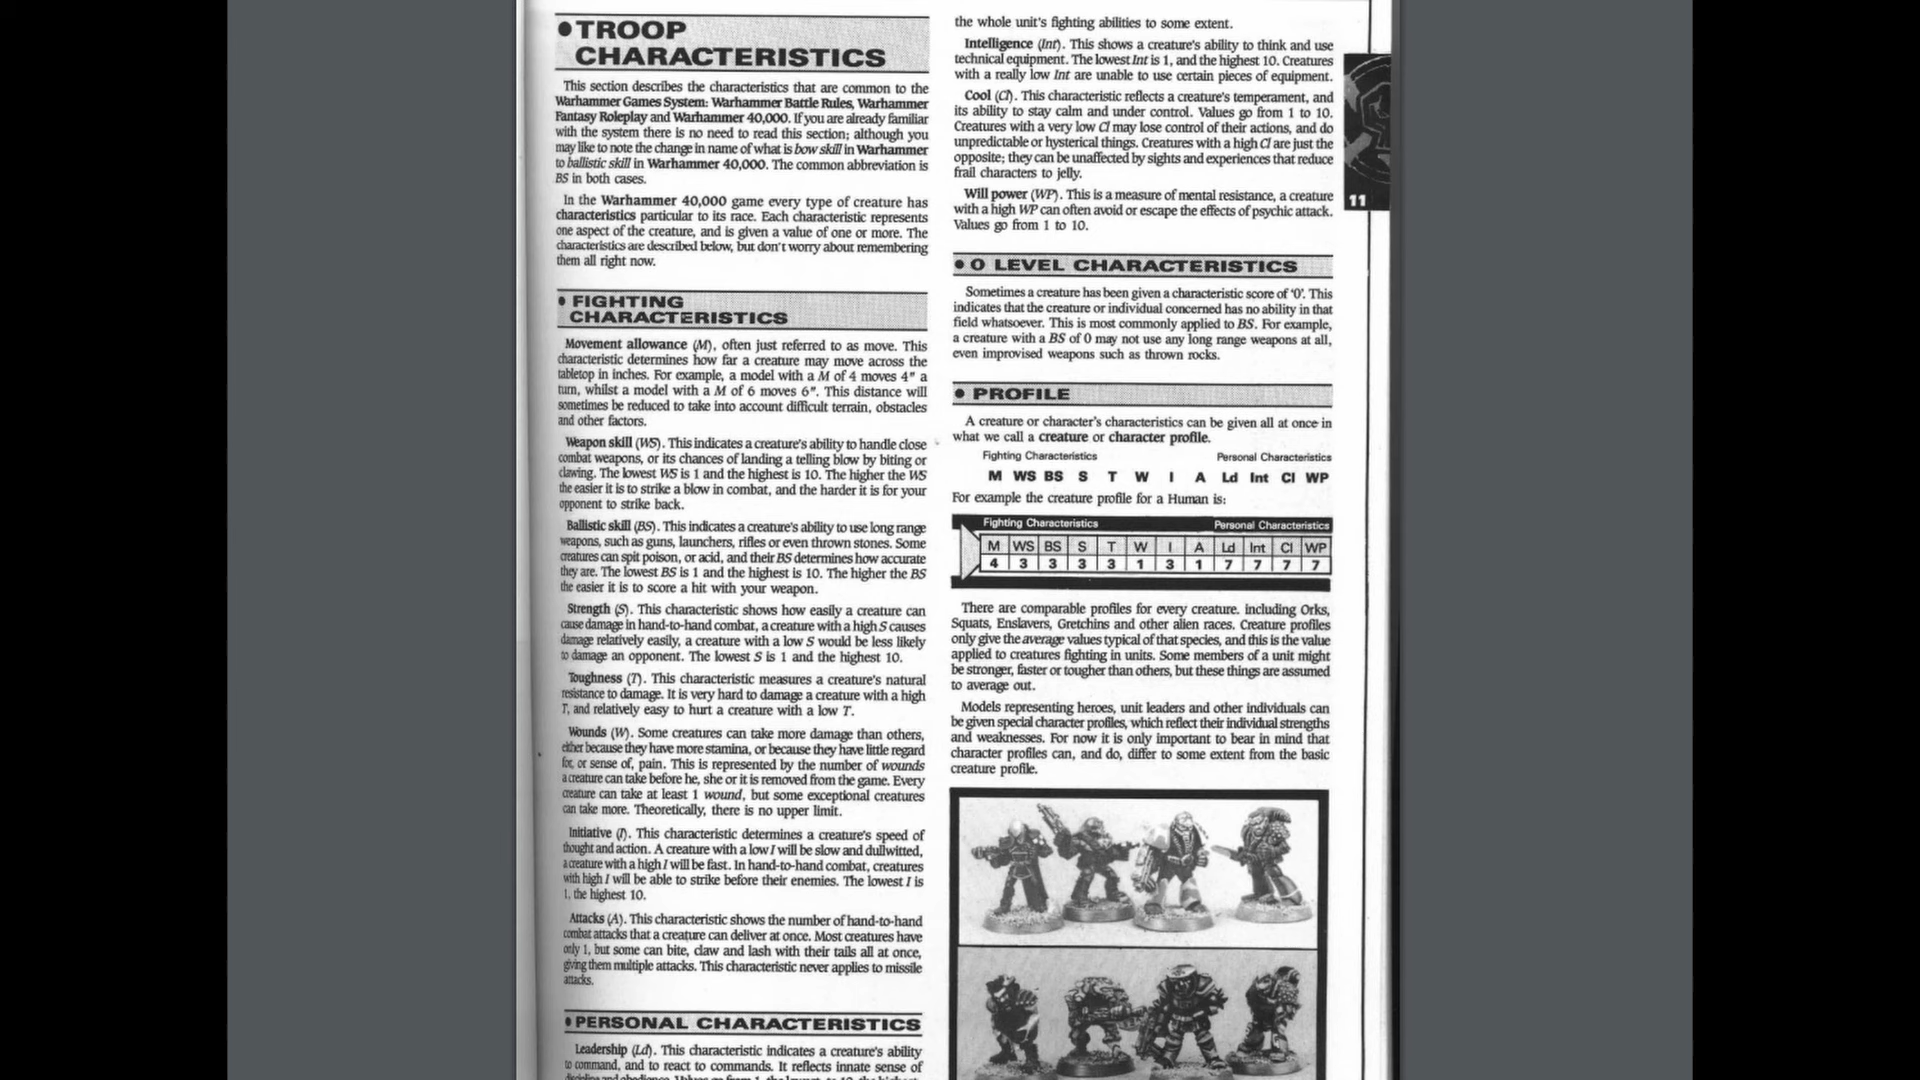 ●TROOP
CHARACTERISTICS
This section describes the characteristics that are common to the
Warhammer Games System: Warhammer Battle Rules, Warhammer
Fantasy Roleplay and Warhammer 40,000. If you are already familiar
with the system there is no need to read this section; although you
may like to note the change in name of what is bow skill in Warhammer
to ballistic skill in Warhammer 40,000. The common abbreviation is
BS in both cases.
In the Warhammer 40,000 game every type of creature has
characteristics particular to its race. Each characteristic represents
one aspect of the creature, and is given a value of one or more. The
characteristics are described below, but don't worry about remembering
them all right now.
● FIGHTING
CHARACTERISTICS
Movement allowance (M), often just referred to as move. This
characteristic determines how far a creature may move across the
tabletop in inches. For example, a model with a M of 4 moves 4" a
turn, whilst a model with a M of 6 moves 6". This distance will
sometimes be reduced to take into account difficult terrain, obstacles
and other factors.
Weapon skill (WS). This indicates a creature's ability to handle close
combat weapons, or its chances of landing a telling blow by biting or
clawing. The lowest WS is 1 and the highest is 10. The higher the WS
the easier it is to strike a blow in combat, and the harder it is for your
opponent to strike back.
Ballistic skill (BS). This indicates a creature's ability to use long range
weapons, such as guns, launchers, rifles or even thrown stones. Some
creatures can spit poison, or acid, and their BS determines how accurate
they are. The lowest BS is 1 and the highest is 10. The higher the BS
the easier it is to score a hit with your weapon.
Strength (S). This characteristic shows how easily a creature can
cause damage in hand-to-hand combat, a creature with a high S causes
damage relatively easily, a creature with a low S would be less likely
to damage an opponent. The lowest S is 1 and the highest 10.
Toughness (T). This characteristic measures a creature's natural
resistance to damage. It is very hard to damage a creature with a high
T, and relatively easy to hurt a creature with a low T.
Wounds (W). Some creatures can take more damage than others,
either because they have more stamina, or because they have little regard
for, or sense of, pain. This is represented by the number of wounds
a creature can take before he, she or it is removed from the game. Every
creature can take at least 1 wound, but some exceptional creatures
can take more. Theoretically, there is no upper limit.
Initiative (I). This characteristic determines a creature's speed of
thought and action. A creature with a low I will be slow and dullwitted,
a creature with a high I will be fast. In hand-to-hand combat, creatures
with high I will be able to strike before their enemies. The lowest I is
1, the highest 10.
Attacks (A). This characteristic shows the number of hand-to-hand
combat attacks that a creature can deliver at once. Most creatures have
only 1, but some can bite, claw and lash with their tails all at once,
giving them multiple attacks. This characteristic never applies to missile
attacks.
● PERSONAL CHARACTERISTICS
Leadership (Ld). This characteristic indicates a creature's ability
to command, and to react to commands. It reflects innate sense of
discipline and obedience. Values go from 1, the lowest, to 10, the highest.
the whole unit's fighting abilities to some extent.
Intelligence (Int). This shows a creature's ability to think and use
technical equipment. The lowest Int is 1, and the highest 10. Creatures
with a really low Int are unable to use certain pieces of equipment.
Cool (Cl). This characteristic reflects a creature's temperament, and
its ability to stay calm and under control. Values go from 1 to 10.
Creatures with a very low Cl may lose control of their actions, and do
unpredictable or hysterical things. Creatures with a high Cl are just the
opposite; they can be unaffected by sights and experiences that reduce
frail characters to jelly.
Will power (WP). This is a measure of mental resistance, a creature
with a high WP can often avoid or escape the effects of psychic attack.
Values go from 1 to 10.
● O LEVEL CHARACTERISTICS
Sometimes a creature has been given a characteristic score of '0'. This
indicates that the creature or individual concerned has no ability in that
field whatsoever. This is most commonly applied to BS. For example,
a creature with a BS of 0 may not use any long range weapons at all,
even improvised weapons such as thrown rocks.
● PROFILE
A creature or character's characteristics can be given all at once in
what we call a creature or character profile.
Fighting Characteristics Personal Characteristics
M WS BS S T W I A Ld Int Cl WP
For example the creature profile for a Human is:
Fighting Characteristics Personal Characteristics
M WS BS S T W I A Ld Int Cl WP
4 3 3 3 3 1 3 1 7 7 7 7
There are comparable profiles for every creature. including Orks,
Squats, Enslavers, Gretchins and other alien races. Creature profiles
only give the average values typical of that species, and this is the value
applied to creatures fighting in units. Some members of a unit might
be stronger, faster or tougher than others, but these things are assumed
to average out.
Models representing heroes, unit leaders and other individuals can
be given special character profiles, which reflect their individual strengths
and weaknesses. For now it is only important to bear in mind that
character profiles can, and do, differ to some extent from the basic
creature profile.
11